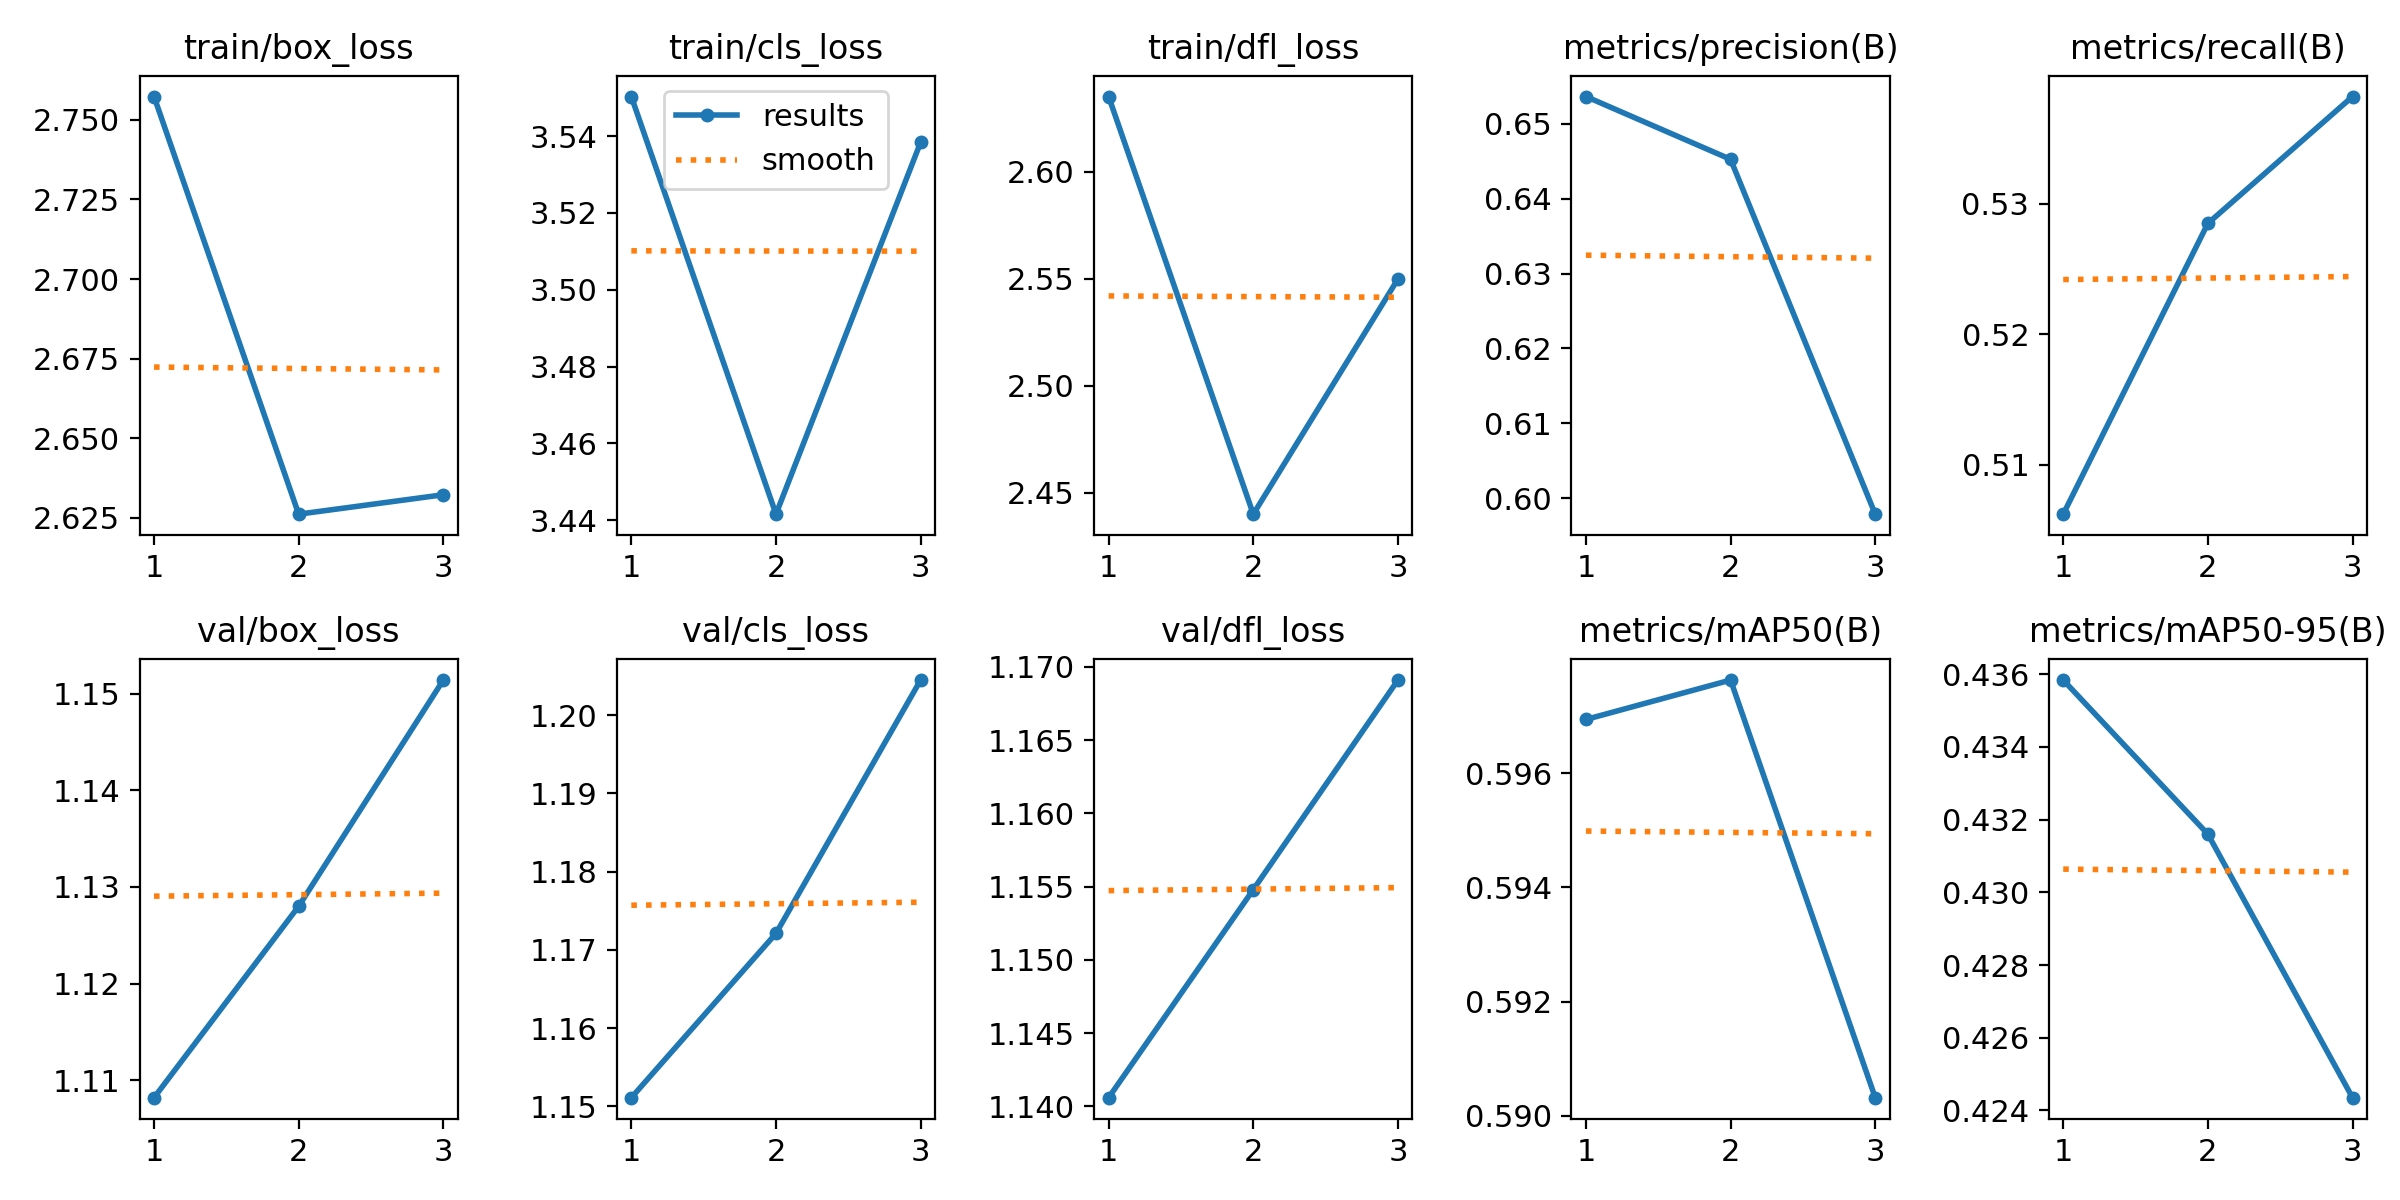 train/box_loss
2.750
2.725
2.700
2.675
2.650
2.625
1 2 3
train/cls_loss
results
smooth
3.54
3.52
3.50
3.48
3.46
3.44
1 2 3
train/dfl_loss
2.60
2.55
2.50
2.45
1 2 3
metrics/precision(B)
0.65
0.64
0.63
0.62
0.61
0.60
1 2 3
metrics/recall(B)
0.53
0.52
0.51
1 2 3
val/box_loss
1.15
1.14
1.13
1.12
1.11
1 2 3
val/cls_loss
1.20
1.19
1.18
1.17
1.16
1.15
1 2 3
val/dfl_loss
1.170
1.165
1.160
1.155
1.150
1.145
1.140
1 2 3
metrics/mAP50(B)
0.596
0.594
0.592
0.590
1 2 3
metrics/mAP50-95(B)
0.436
0.434
0.432
0.430
0.428
0.426
0.424
1 2 3